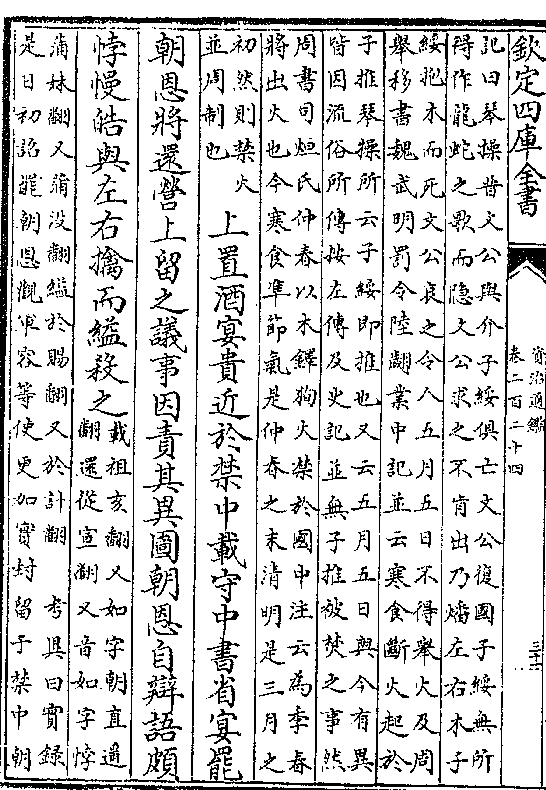 欽定四庫全書
資治通鑑
卷二百二十四
記曰琴操昔文公與介子綏俱亡文公復國子綏無所
得作龍蛇之歌而隱文公求之不肯出乃燔左右木子
綏抱木而死文公哀之令人五月五日不得舉火及周
舉移書魏武明罰令陸翽業中記並云寒食斷火起於
子推琴操所云子綏即推也又云五月五日與今有異
皆因流俗所傳按左傳及史記並無子推被焚之事然
周書司烜氏仲春以木鐸狥火禁於國中注云為季春
將出火也今寒食凖節氣是仲春之末清明是三月之
初然則禁火
並周制也
上置酒宴貴近於禁中載守中書省宴罷
朝恩將還營上留之議事因責其異圖朝恩自辯語頗
悖慢皓與左右擒而縊殺之
載祖亥翻又如字朝直遙
翻還從宣翻又音如字悖
蒲妹翻又蒲没翻縊於賜翻又於計翻 考異曰實録
是日初詔罷朝恩觀軍容等使更加實封留于禁中朝